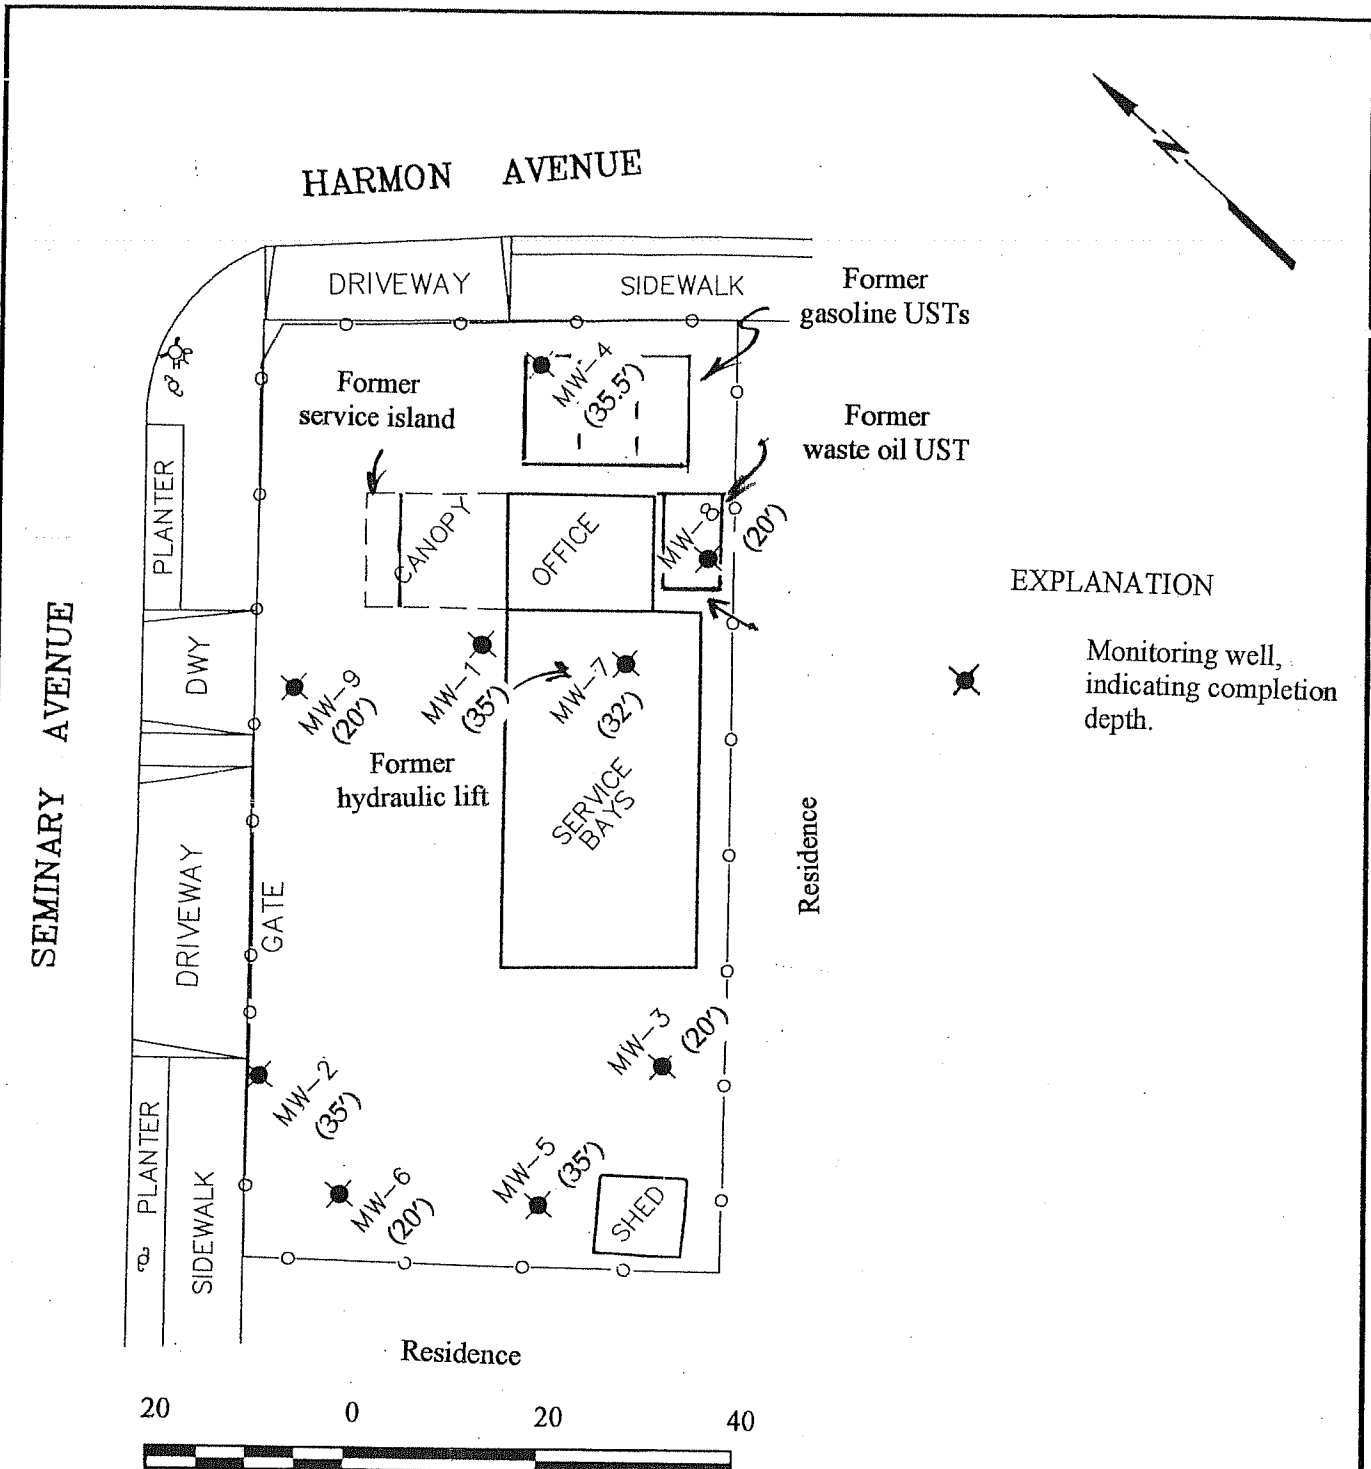 N
HARMON AVENUE
DRIVEWAY
SIDEWALK
Former
gasoline USTs
MW-4
(35.5')
Former
service island
Former
waste oil UST
PLANTER
CANOPY
OFFICE
MW-8
(20')
EXPLANATION
Monitoring well,
indicating completion
depth.
SEMINARY AVENUE
DWY
MW-9
(20')
MW-1
(35')
MW-7
(32')
Former
hydraulic lift
SERVICE
BAYS
Residence
DRIVEWAY
GATE
MW-3
(20')
MW-2
(35')
PLANTER
SIDEWALK
MW-6
(20')
MW-5
(35')
SHED
Residence
20 0 20 40